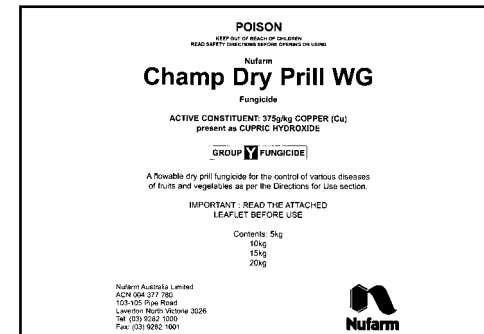 POISON
KEEP OUT OF REACH OF CHILDREN
READ SAFETY DIRECTIONS BEFORE OPENING OR USING
Nufarm
Champ Dry Prill WG
Fungicide
ACTIVE CONSTITUENT: 375g/kg COPPER (Cu)
present as CUPRIC HYDROXIDE
GROUP Y FUNGICIDE
A flowable dry prill fungicide for the control of various diseases
of fruits and vegetables as per the Directions for Use section.
IMPORTANT : READ THE ATTACHED
LEAFLET BEFORE USE
Contents: 5kg
10kg
15kg
20kg
Nufarm Australia Limited
ACN 004 377 780
103-105 Pipe Road
Laverton North Victoria 3026
Tel: (03) 9282 1000
Fax: (03) 9282 1001
Nufarm